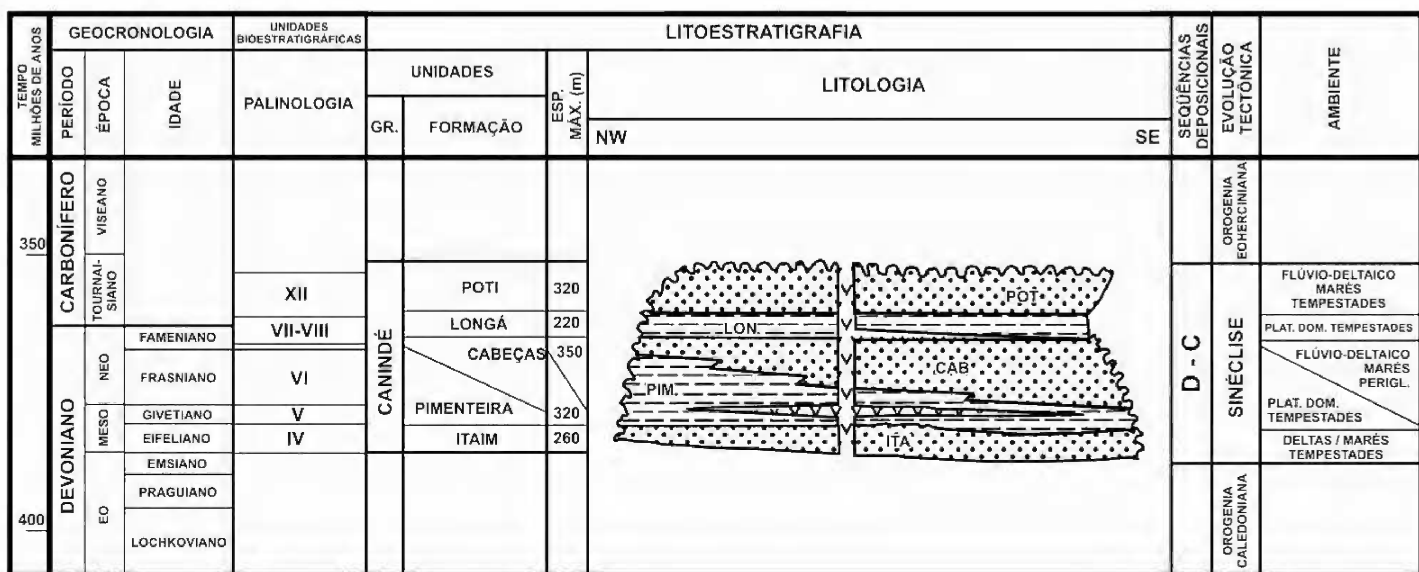 TEMPO
MILHÕES DE ANOS
GEOCRONOLOGIA
PERÍODO
ÉPOCA
IDADE
UNIDADES
BIOESTRATIGRÁFICAS
PALINOLOGIA
LITOESTRATIGRAFIA
UNIDADES
GR.
FORMAÇÃO
ESP.
MÁX. (m)
LITOLOGIA
NW
SE
SEQÜÊNCIAS
DEPOSICIONAIS
EVOLUÇÃO
TECTÔNICA
AMBIENTE
350
400
CARBONÍFERO
DEVONIANO
VISEANO
TOURNAI-
SIANO
NEO
MESO
EO
FAMENIANO
FRASNIANO
GIVETIANO
EIFELIANO
EMSIANO
PRAGUIANO
LOCHKOVIANO
XII
VII-VIII
VI
V
IV
CANINDÉ
POTI 320
LONGÁ 220
CABEÇAS 350
PIMENTEIRA 320
ITAIM 260
POT
LON
CAB
PIM
ITA
D - C
OROGENIA
EOHERCINIANA
SINÉCLISE
OROGENIA
CALEDONIANA
FLÚVIO-DELTAICO
MARÉS
TEMPESTADES
PLAT. DOM. TEMPESTADES
FLÚVIO-DELTAICO
MARÉS
PERIGL.
PLAT. DOM.
TEMPESTADES
DELTAS / MARÉS
TEMPESTADES